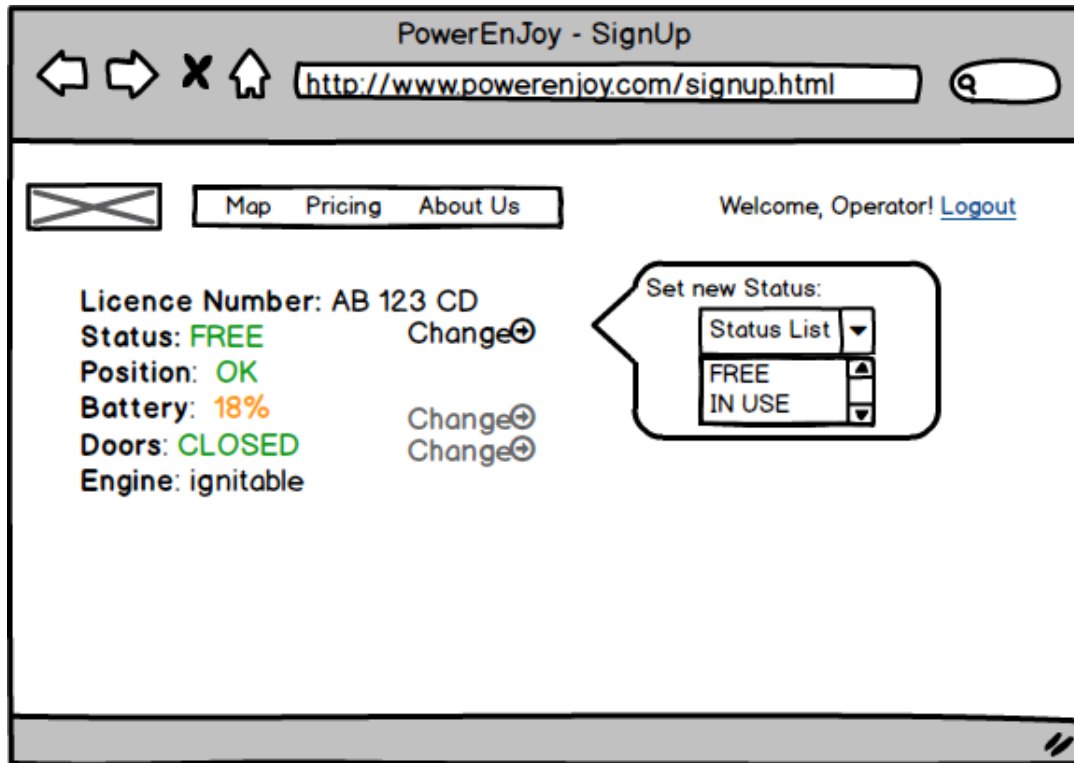 PowerEnJoy - SignUp
http://www.powerenjoy.com/signup.html
Map Pricing About Us
Welcome, Operator! Logout
Licence Number: AB 123 CD
Status: FREE Change
Position: OK
Battery: 18% Change
Doors: CLOSED Change
Engine: ignitable
Set new Status:
Status List
FREE
IN USE